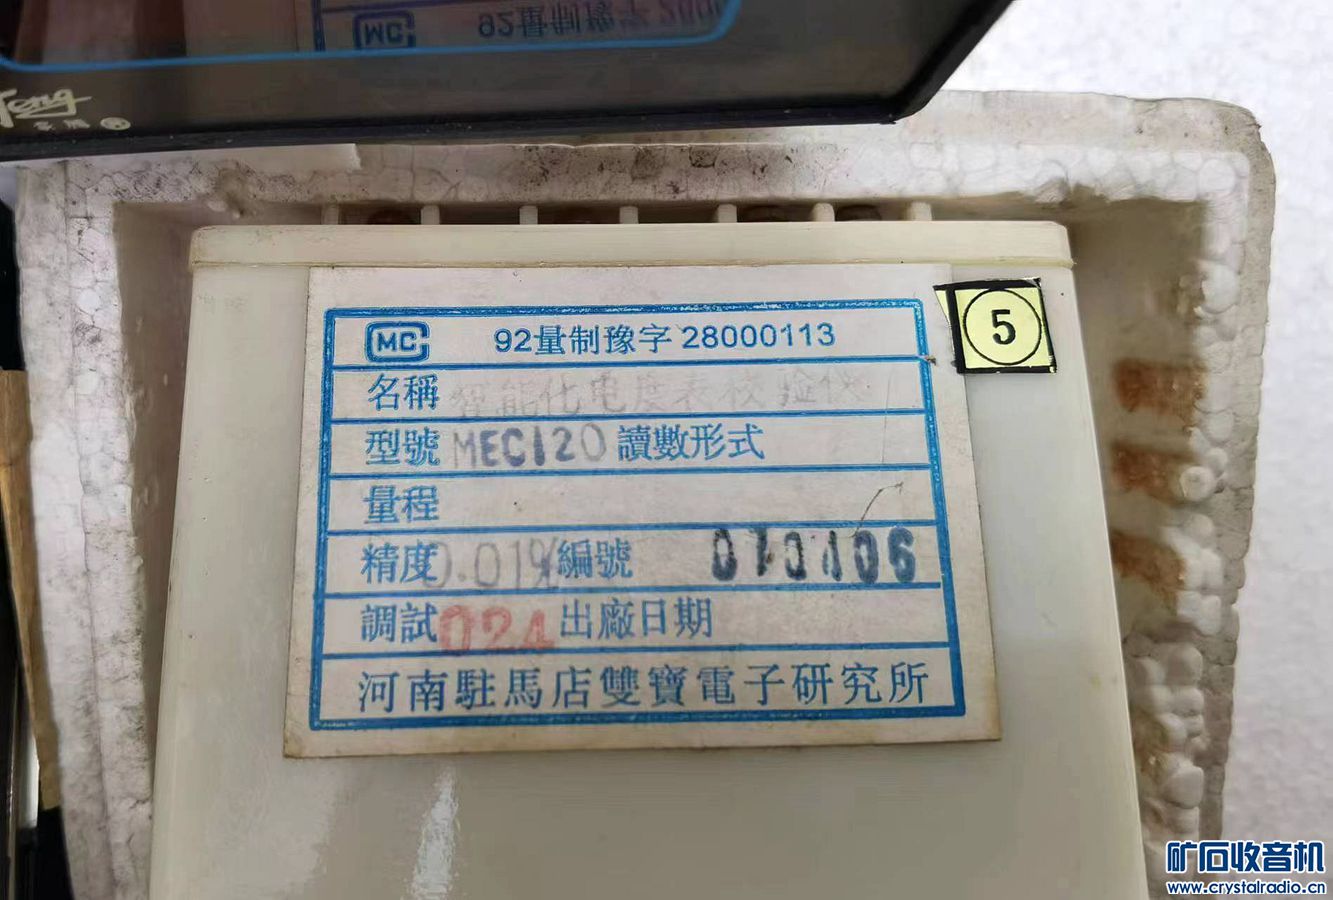 MC 92量制豫字 28000113
5
名稱 智能化电度表校验仪
型號 MEC120 讀數形式
量程
精度 0.01% 編號
調試 024 出廠日期
河南駐馬店雙寶電子研究所
矿石收音机
www.crystalradio.cn